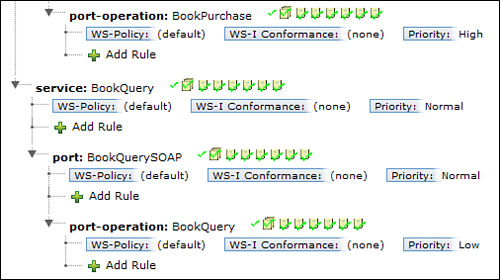 port-operation: BookPurchase
WS-Policy: (default) WS-I Conformance: (none) Priority: High
Add Rule
service: BookQuery
WS-Policy: (default) WS-I Conformance: (none) Priority: Normal
Add Rule
port: BookQuerySOAP
WS-Policy: (default) WS-I Conformance: (none) Priority: Normal
Add Rule
port-operation: BookQuery
WS-Policy: (default) WS-I Conformance: (none) Priority: Low
Add Rule